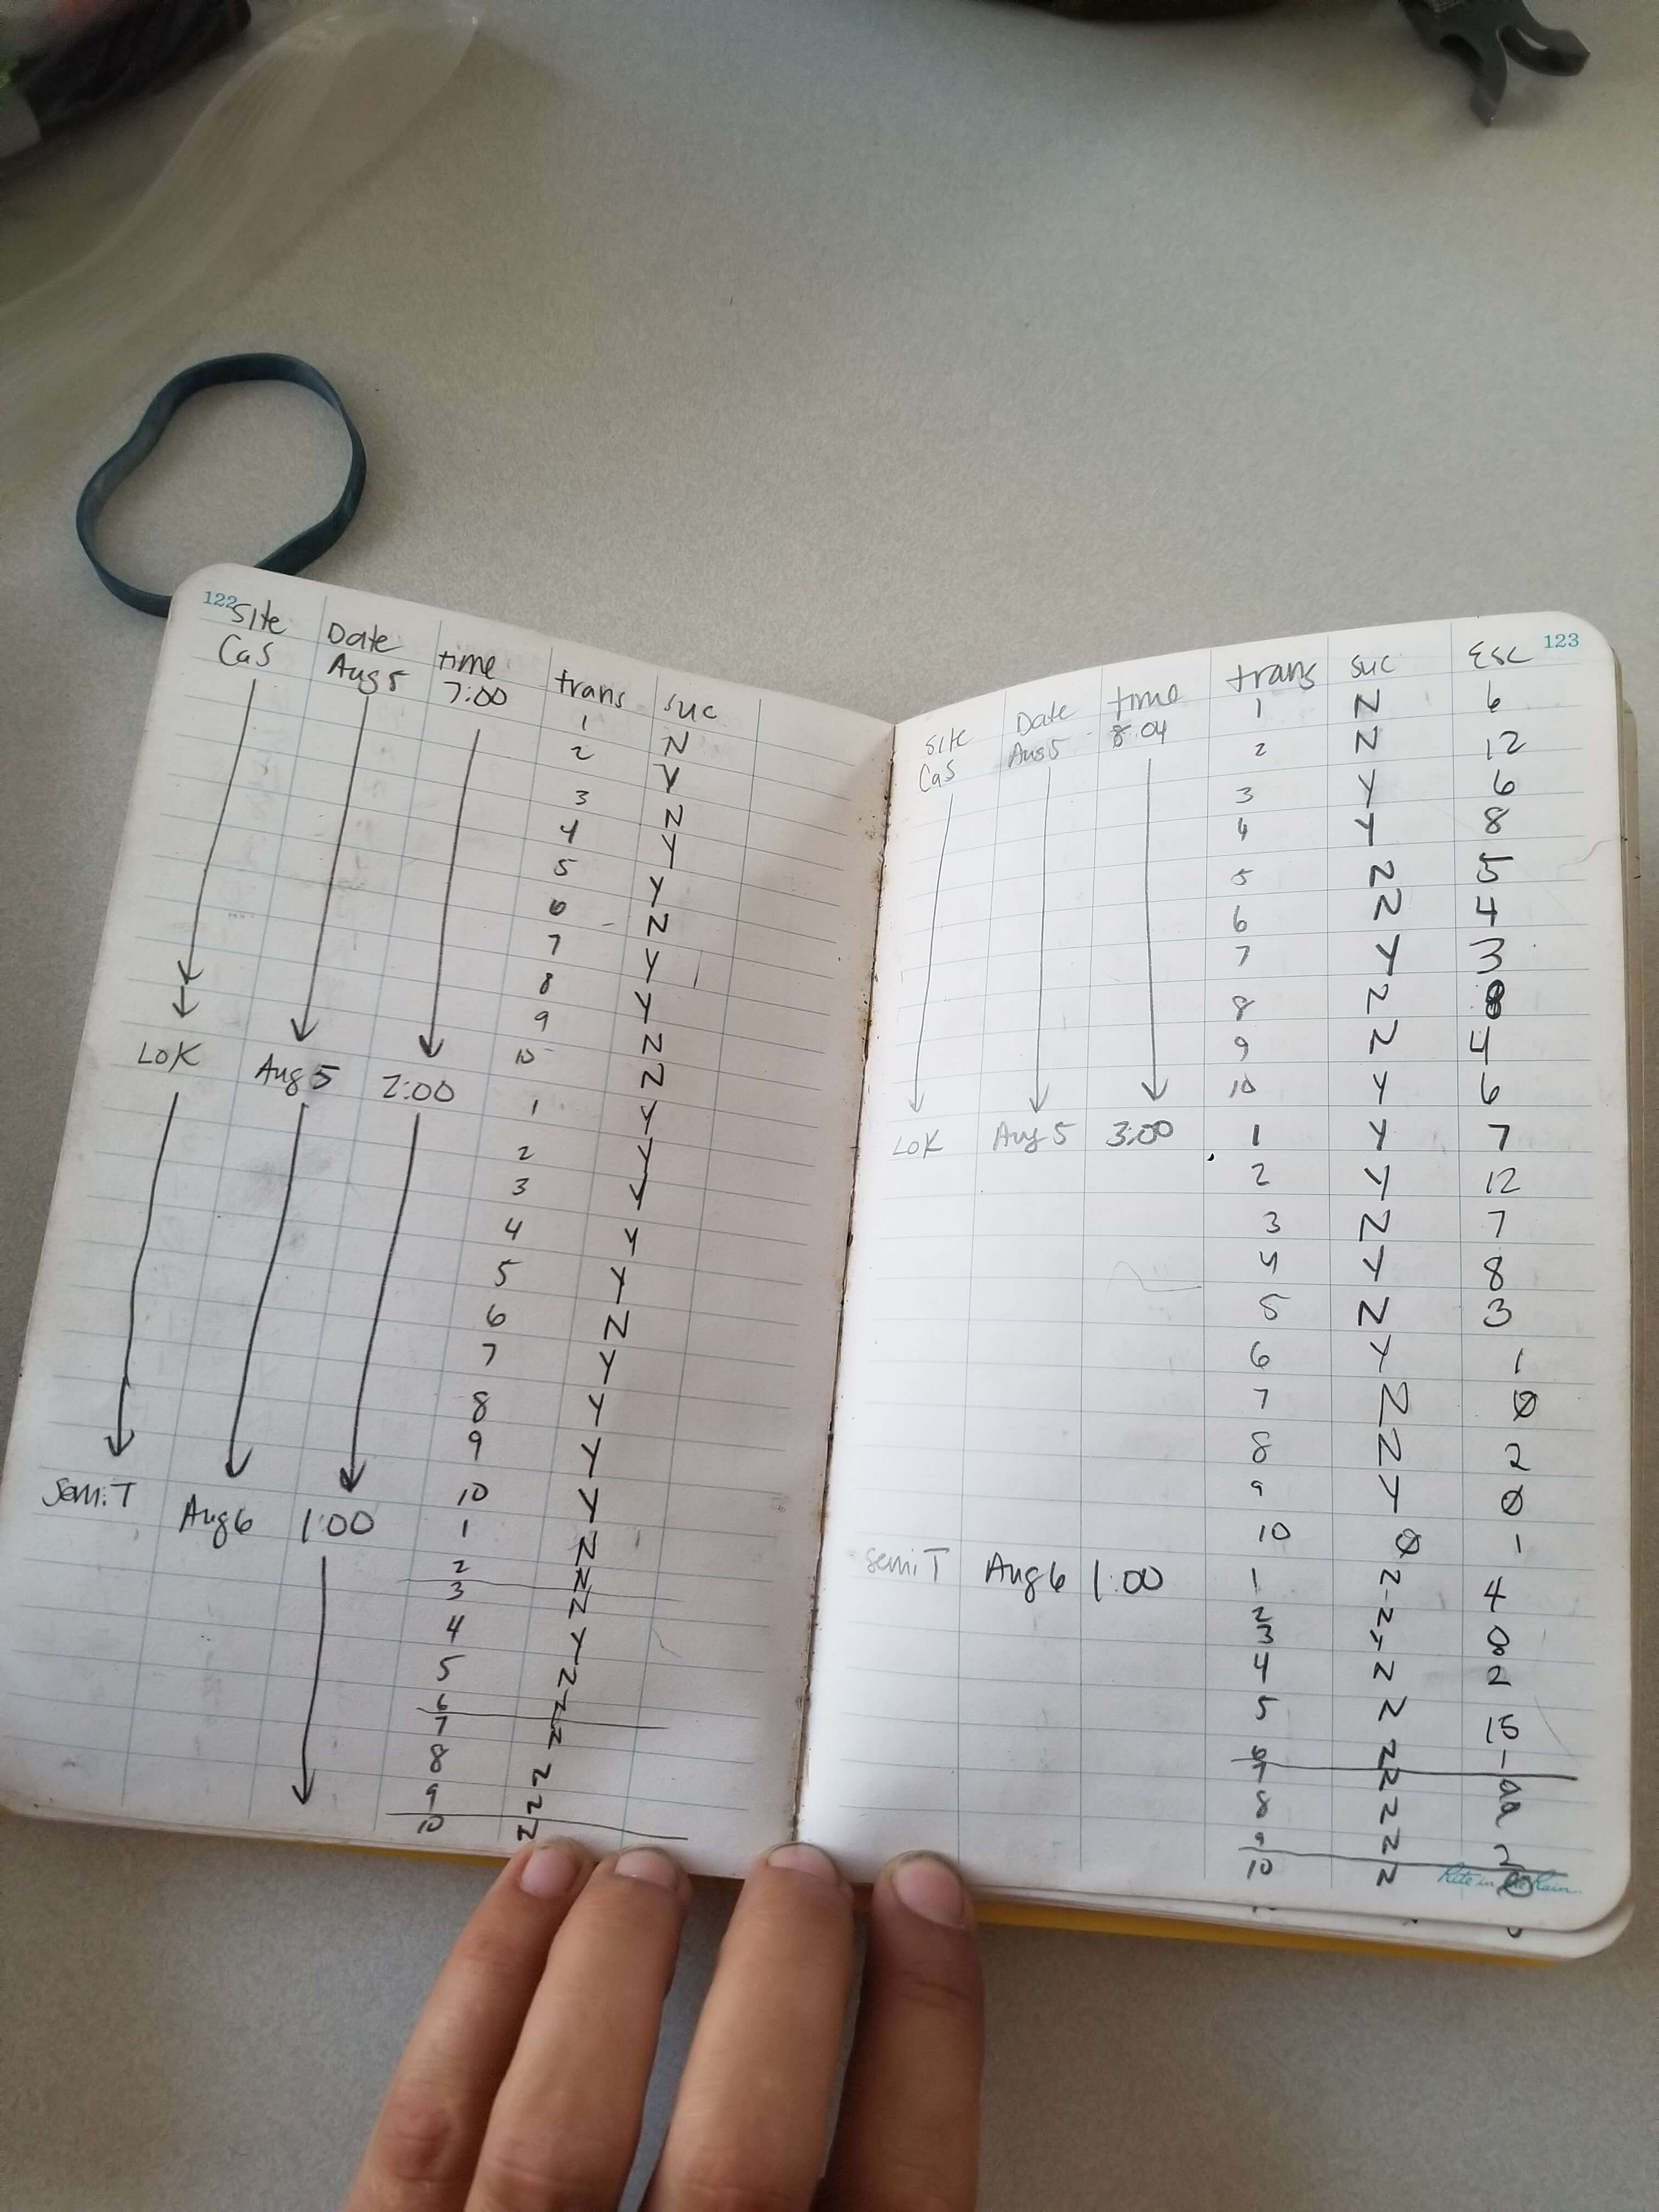 122
Site Date time trans suc
CaS Aug 5 7:00 1 N
2 Y
3 N
4 Y
5 Y
6 N
7 Y
8 Y
9 N
10 N
LoK Aug 5 2:00 1 Y
2 Y
3 Y
4 Y
5 Y
6 N
7 Y
8 Y
9 Y
10 Y
Semi T Aug 6 1:00 1 N
2 N
3 N
4 Y
5 N
6 N
7 N
8 N
9 N
10 N
123
Site Date time trans suc Esc
CaS Aug 5 8:04 1 N 6
2 N 12
3 Y 6
4 Y 8
5 N 5
6 N 4
7 Y 3
8 N 8
9 N 4
10 Y 6
LoK Aug 5 3:00 1 Y 7
2 Y 12
3 N 7
4 Y 8
5 N 3
6 Y 1
7 N Ø
8 N 2
9 Y Ø
10 Ø 1
Semi T Aug 6 1:00 1 N 4
2 N
3 Y 8
4 N 2
5 N 15
6 N 1
7 N
8 N
9 N 2
10 N
Rite in the Rain